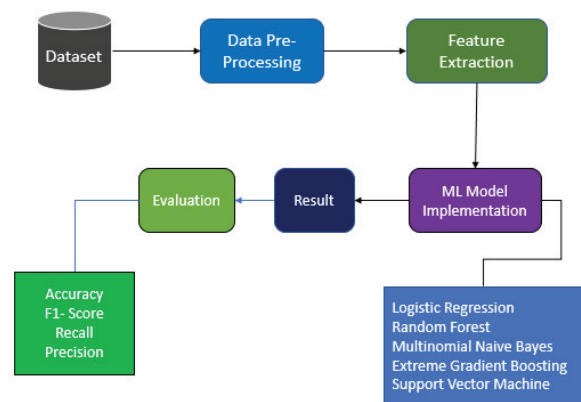 Dataset
Data Pre-
Processing
Feature
Extraction
ML Model
Implementation
Result
Evaluation
Accuracy
F1- Score
Recall
Precision
Logistic Regression
Random Forest
Multinomial Naive Bayes
Extreme Gradient Boosting
Support Vector Machine